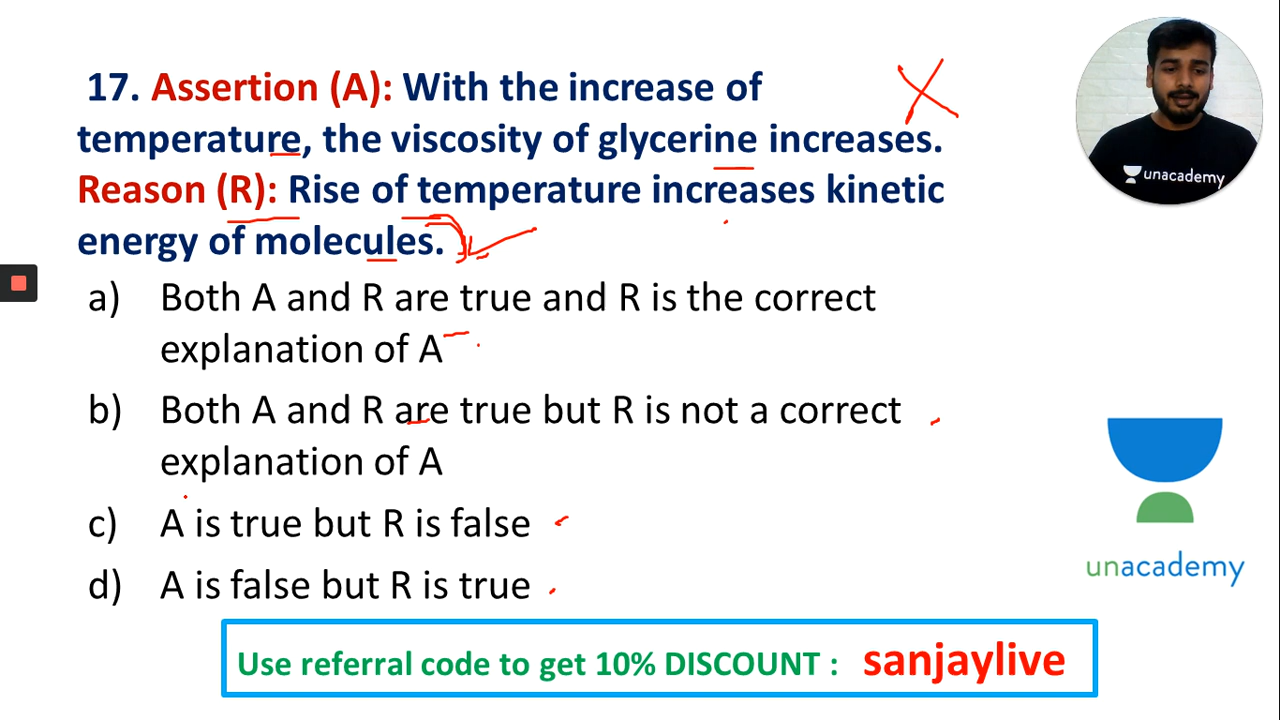 17. Assertion (A): With the increase of
temperature, the viscosity of glycerine increases.
Reason (R): Rise of temperature increases kinetic
energy of molecules.
a) Both A and R are true and R is the correct
explanation of A
b) Both A and R are true but R is not a correct
explanation of A
c) A is true but R is false
d) A is false but R is true
Use referral code to get 10% DISCOUNT : sanjaylive
unacademy
unacademy